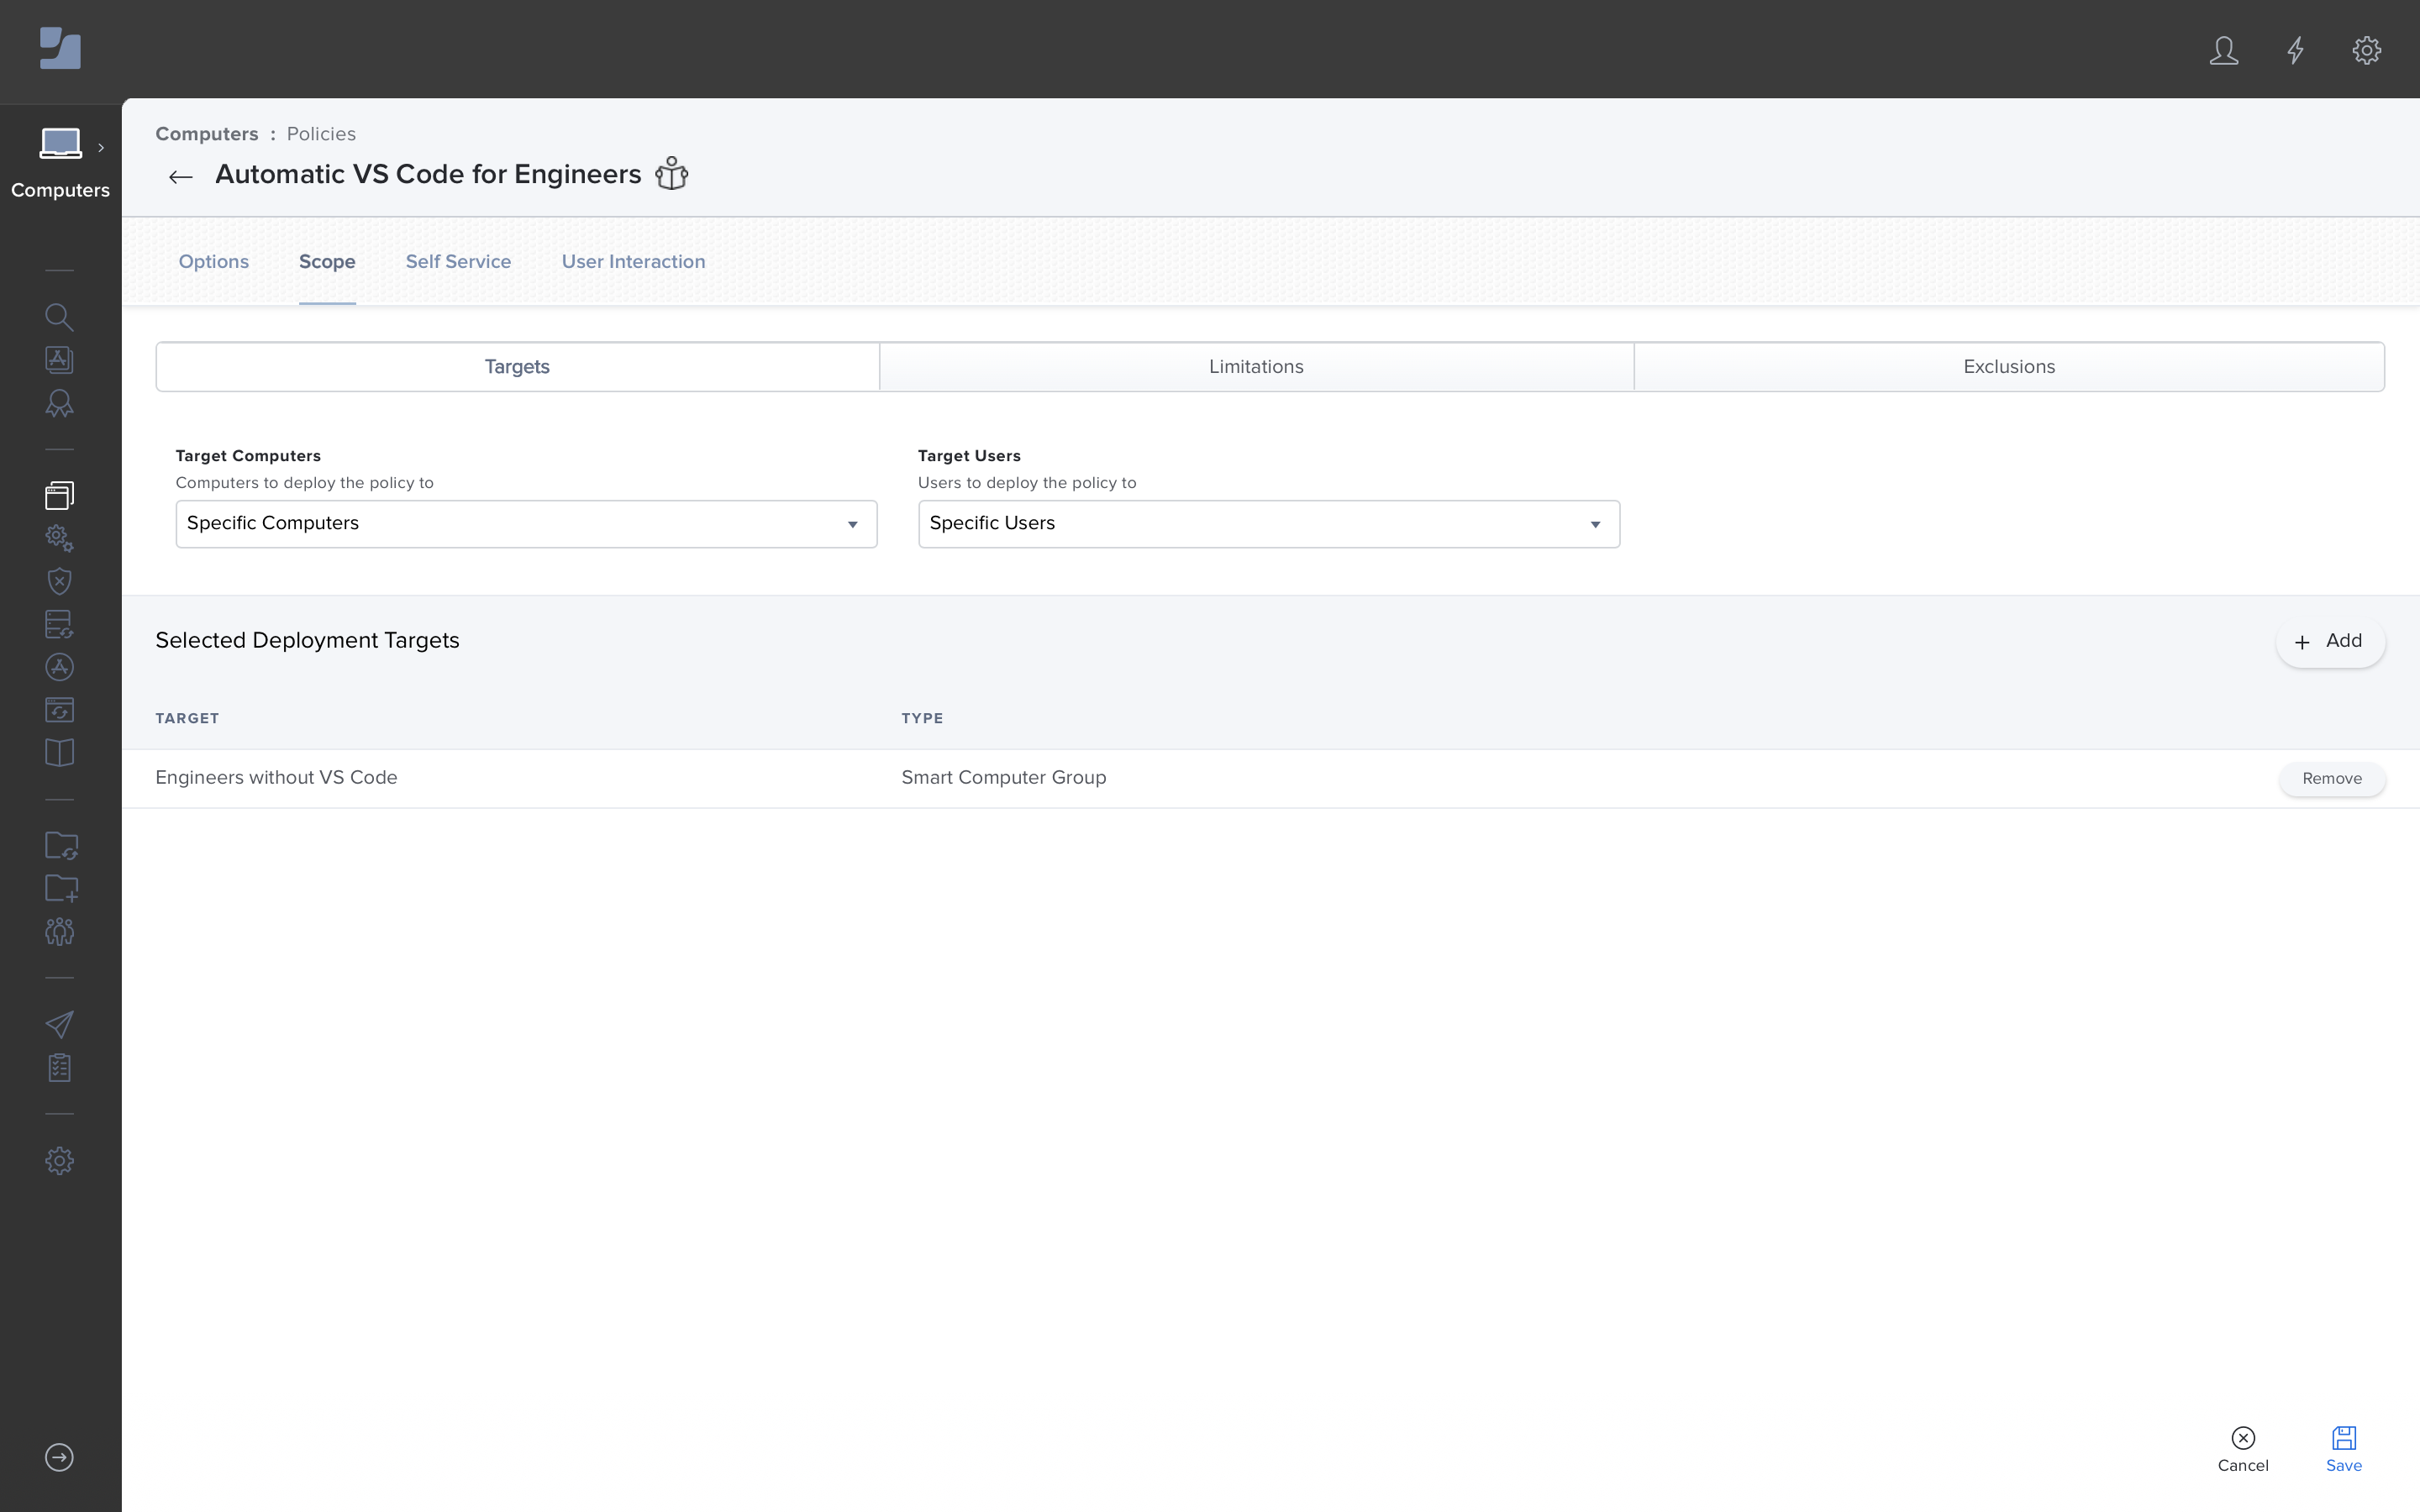 Computers : Policies
Automatic VS Code for Engineers
Computers
Options Scope Self Service User Interaction
Targets Limitations Exclusions
Target Computers
Computers to deploy the policy to
Specific Computers
Target Users
Users to deploy the policy to
Specific Users
Selected Deployment Targets
+ Add
TARGET TYPE
Engineers without VS Code Smart Computer Group Remove
Cancel Save